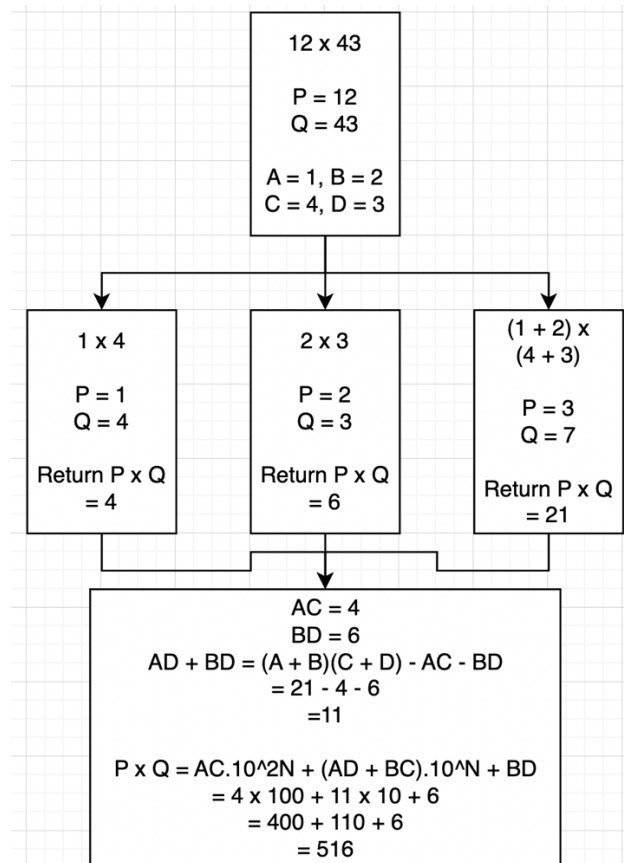 12 x 43
P = 12
Q = 43
A = 1, B = 2
C = 4, D = 3
1 x 4
P = 1
Q = 4
Return P x Q
= 4
2 x 3
P = 2
Q = 3
Return P x Q
= 6
(1 + 2) x
(4 + 3)
P = 3
Q = 7
Return P x Q
= 21
AC = 4
BD = 6
AD + BD = (A + B)(C + D) - AC - BD
= 21 - 4 - 6
=11
P x Q = AC.10^2N + (AD + BC).10^N + BD
= 4 x 100 + 11 x 10 + 6
= 400 + 110 + 6
= 516